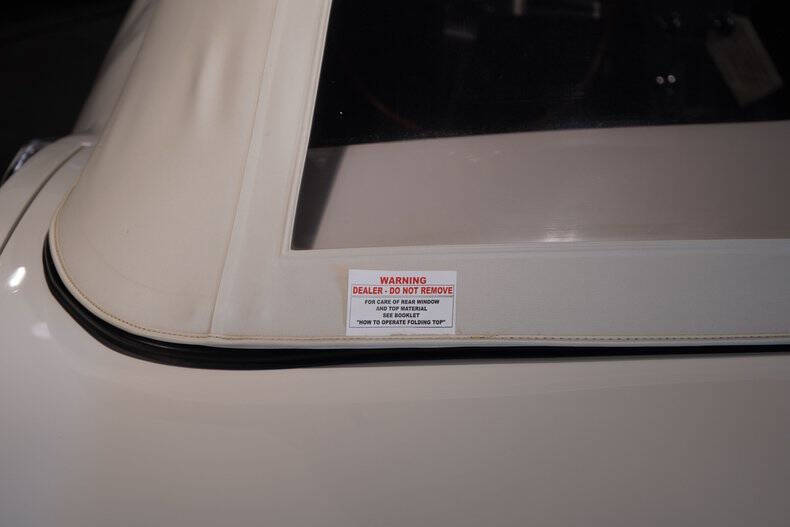 WARNING
DEALER - DO NOT REMOVE
FOR CARE OF REAR WINDOW
AND TOP MATERIAL
SEE BOOKLET
"HOW TO OPERATE FOLDING TOP"